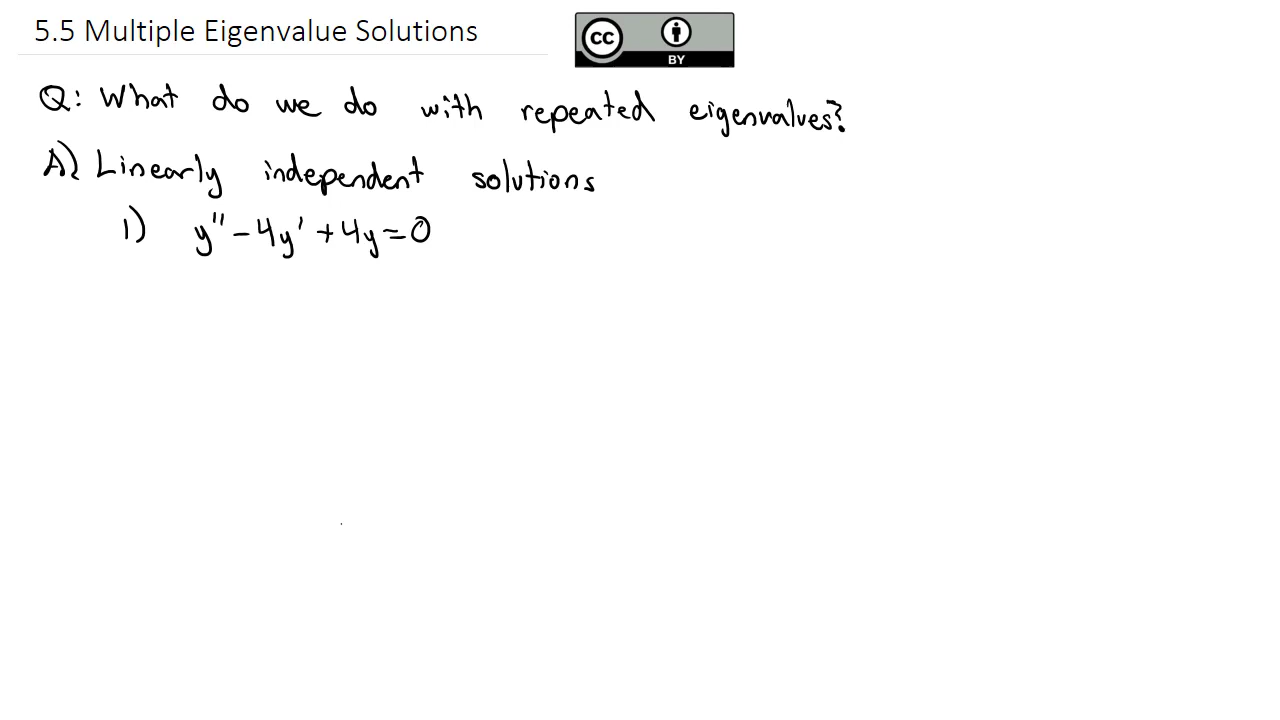 5.5 Multiple Eigenvalue Solutions
CC BY
Q: What do we do with repeated eigenvalues?
A) Linearly independent solutions
1) y'' - 4y' + 4y = 0